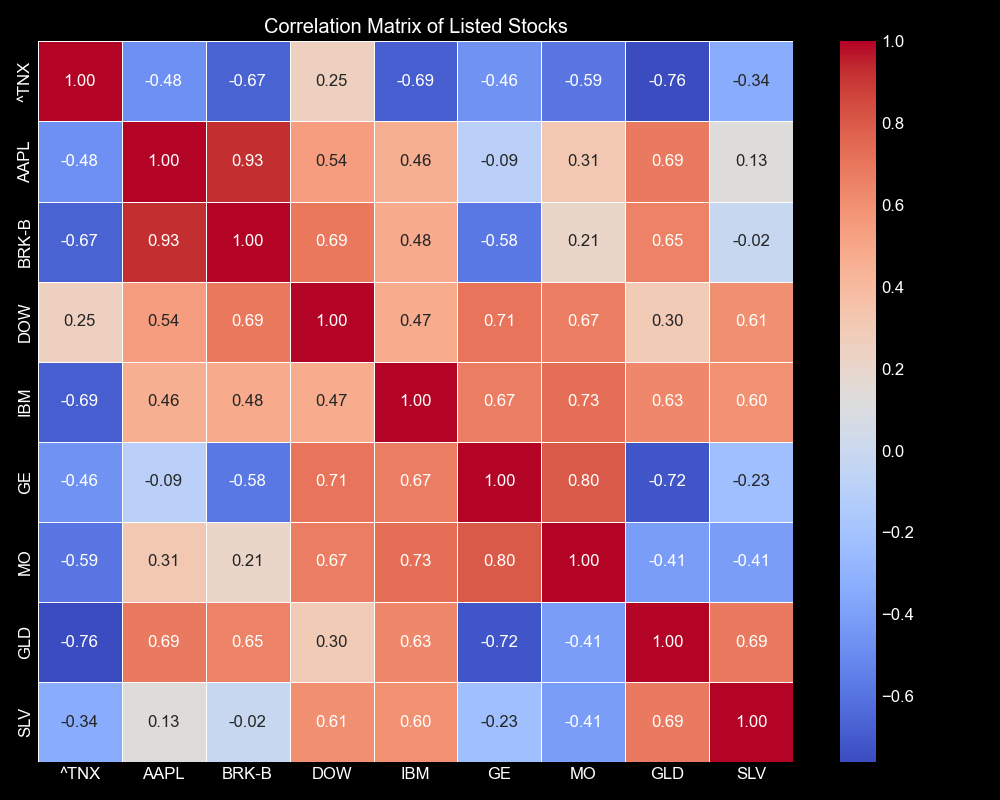 Correlation Matrix of Listed Stocks
^TNX 1.00 -0.48 -0.67 0.25 -0.69 -0.46 -0.59 -0.76 -0.34
AAPL -0.48 1.00 0.93 0.54 0.46 -0.09 0.31 0.69 0.13
BRK-B -0.67 0.93 1.00 0.69 0.48 -0.58 0.21 0.65 -0.02
DOW 0.25 0.54 0.69 1.00 0.47 0.71 0.67 0.30 0.61
IBM -0.69 0.46 0.48 0.47 1.00 0.67 0.73 0.63 0.60
GE -0.46 -0.09 -0.58 0.71 0.67 1.00 0.80 -0.72 -0.23
MO -0.59 0.31 0.21 0.67 0.73 0.80 1.00 -0.41 -0.41
GLD -0.76 0.69 0.65 0.30 0.63 -0.72 -0.41 1.00 0.69
SLV -0.34 0.13 -0.02 0.61 0.60 -0.23 -0.41 0.69 1.00
^TNX AAPL BRK-B DOW IBM GE MO GLD SLV
1.0
0.8
0.6
0.4
0.2
0.0
−0.2
−0.4
−0.6